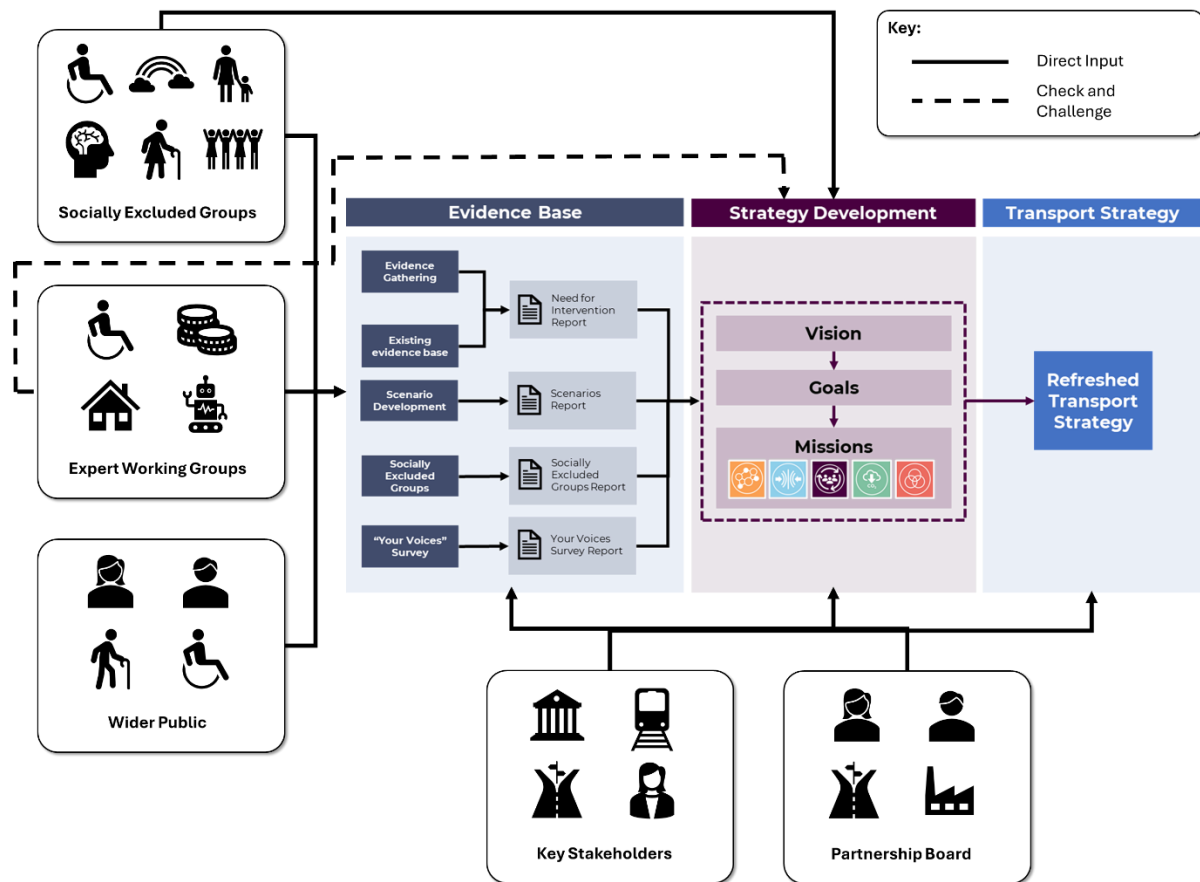 Key:
Direct Input
Check and
Challenge
Socially Excluded Groups
Expert Working Groups
Wider Public
Evidence Base
Strategy Development
Transport Strategy
Evidence
Gathering
Existing
evidence base
Scenario
Development
Socially
Excluded
Groups
"Your Voices"
Survey
Need for
Intervention
Report
Scenarios
Report
Socially
Excluded
Groups Report
Your Voices
Survey Report
Vision
Goals
Missions
CO₂
Refreshed
Transport
Strategy
Key Stakeholders
Partnership Board